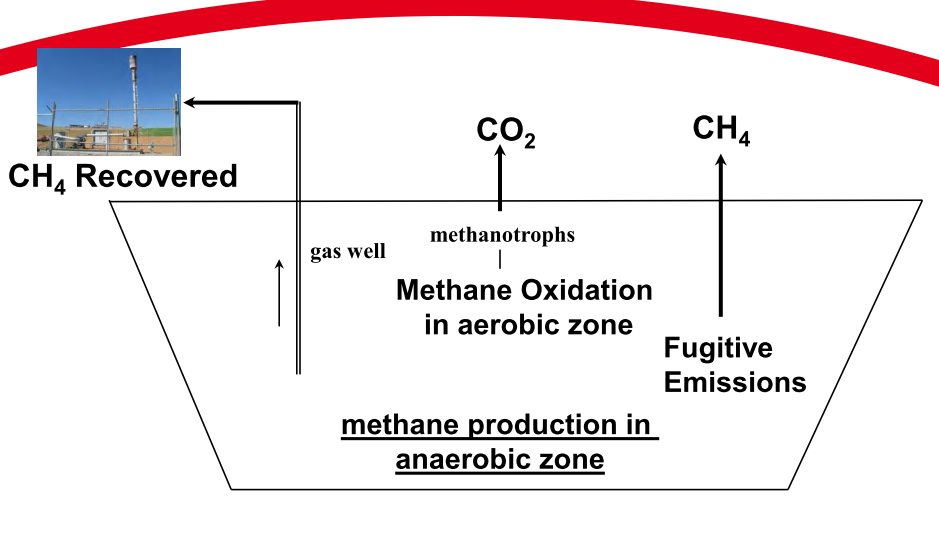 CO₂
CH₄
CH₄ Recovered
gas well
methanotrophs
Methane Oxidation
in aerobic zone
Fugitive
Emissions
methane production in
anaerobic zone